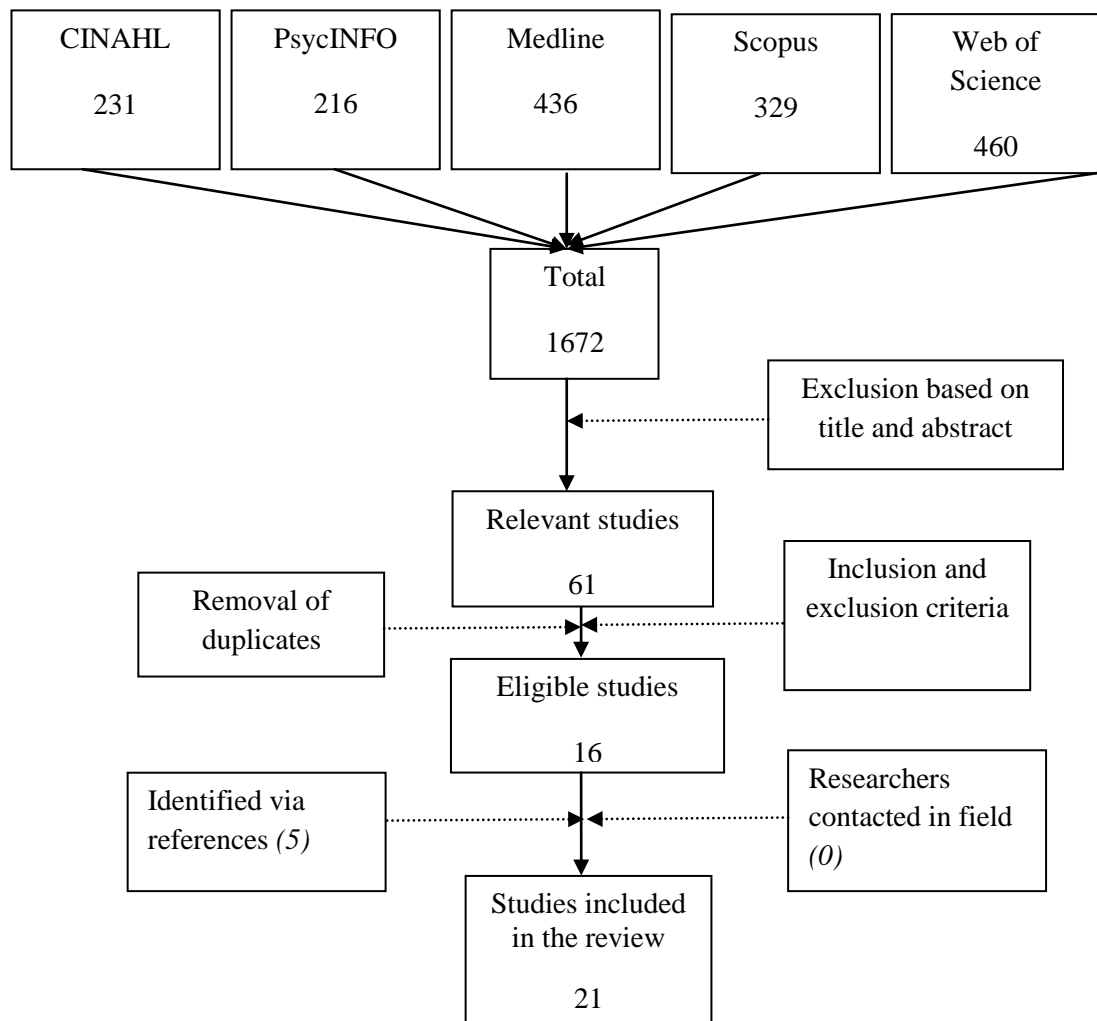 CINAHL
231
PsycINFO
216
Medline
436
Scopus
329
Web of
Science
460
Total
1672
Exclusion based on
title and abstract
Relevant studies
61
Removal of
duplicates
Inclusion and
exclusion criteria
Eligible studies
16
Identified via
references (5)
Researchers
contacted in field
(0)
Studies included
in the review
21